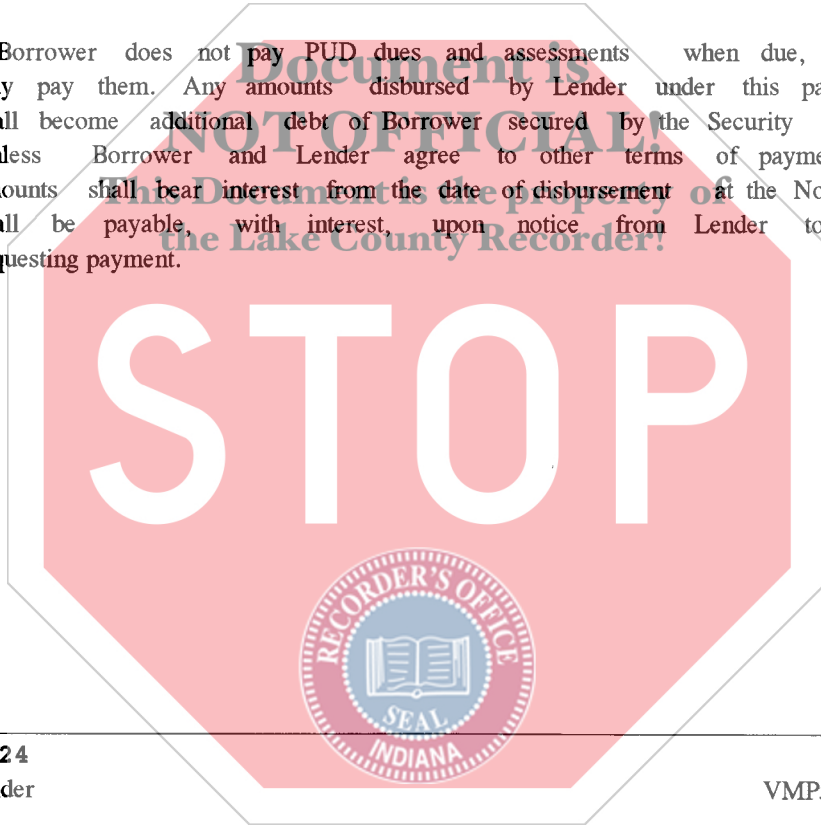 Borrower does not pay PUD dues and assessments when due,
y pay them. Any amounts disbursed by Lender under this pa
all become additional debt of Borrower secured by the Security
less Borrower and Lender agree to other terms of payme
ounts shall bear interest from the date of disbursement at the No
all be payable, with interest, upon notice from Lender to
questing payment.
Document is
NOT OFFICIAL!
This Document is the property of
the Lake County Recorder!
STOP
RECORDER'S OFFICE
SEAL
INDIANA
24
der
VMP